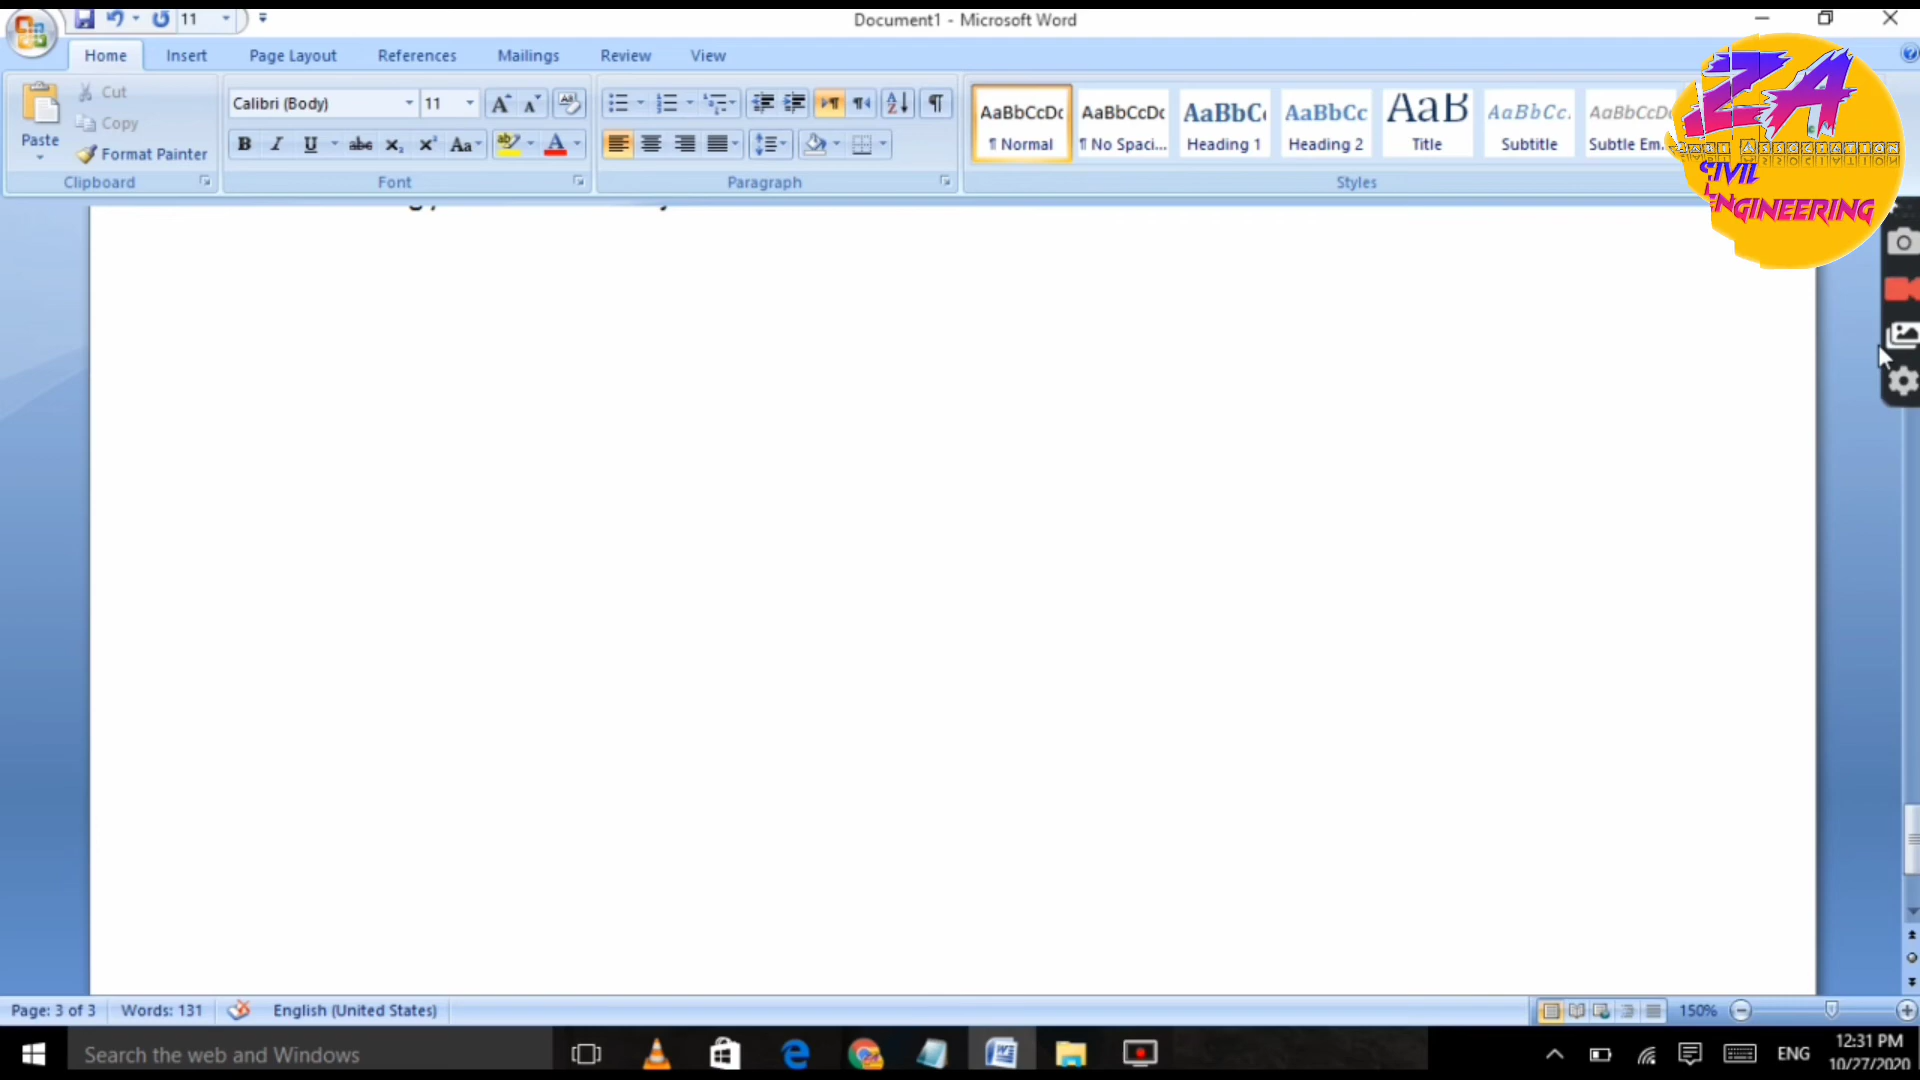 11
Document1 - Microsoft Word
Home Insert Page Layout References Mailings Review View
Paste
Cut
Copy
Format Painter
Clipboard
Calibri (Body) 11
Font
Paragraph
AaBbCcDc AaBbCcDc AaBbC AaBbCc AaB AaBbCc. AaBbCcDc
¶ Normal ¶ No Spaci... Heading 1 Heading 2 Title Subtitle Subtle Em...
Styles
ZA
CIVIL
ENGINEERING
Page: 3 of 3 Words: 131 English (United States) 150%
Search the web and Windows
ENG
12:31 PM
10/27/2020